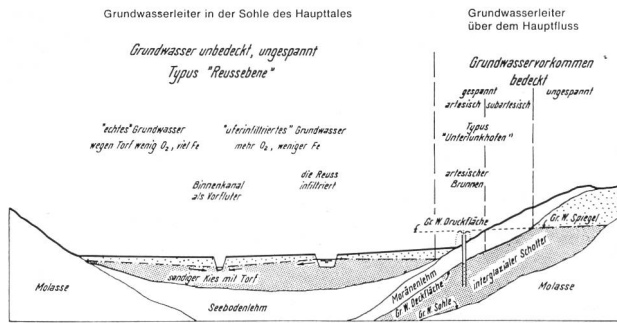 Grundwasserleiter in der Sohle des Haupttales
Grundwasserleiter
über dem Hauptfluss
Grundwasser unbedeckt, ungespannt
Typus "Reussebene"
Grundwasservorkommen
bedeckt
gespannt
artesisch
subartesisch
ungespannt
Typus
"Unterlunkhofen"
"echtes" Grundwasser
wegen Torf wenig O₂, viel Fe
"uferinfiltriertes" Grundwasser
mehr O₂, weniger Fe
Binnenkanal
als Vorfluter
die Reuss
infiltriert
artesischer
Brunnen
Gr. W. Druckfläche
Gr. W. Spiegel
sandiger Kies mit Torf
Molasse
Seebodenlehm
Moränenlehm
Gr. W. Deckfläche
interglazialer Schotter
Gr. W. Sohle
Molasse